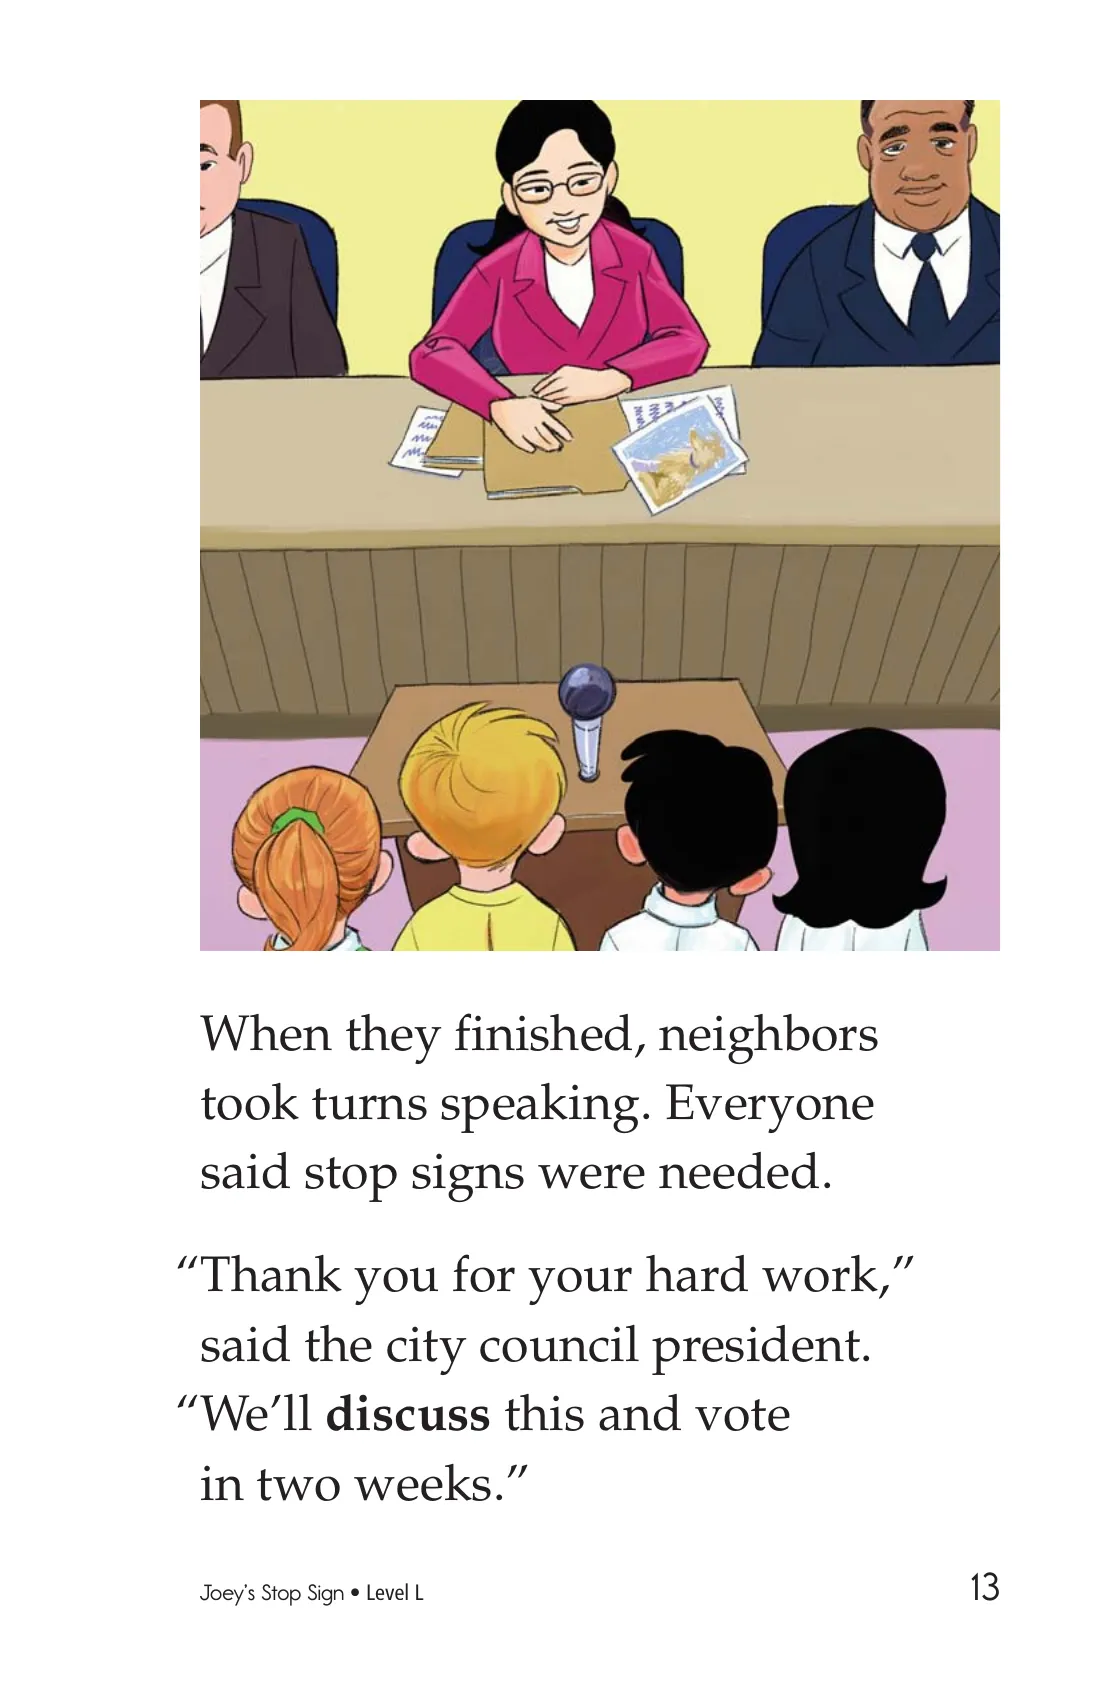 When they finished, neighbors
took turns speaking. Everyone
said stop signs were needed.
“Thank you for your hard work,”
said the city council president.
“We’ll discuss this and vote
in two weeks.”
Joey’s Stop Sign • Level L
13